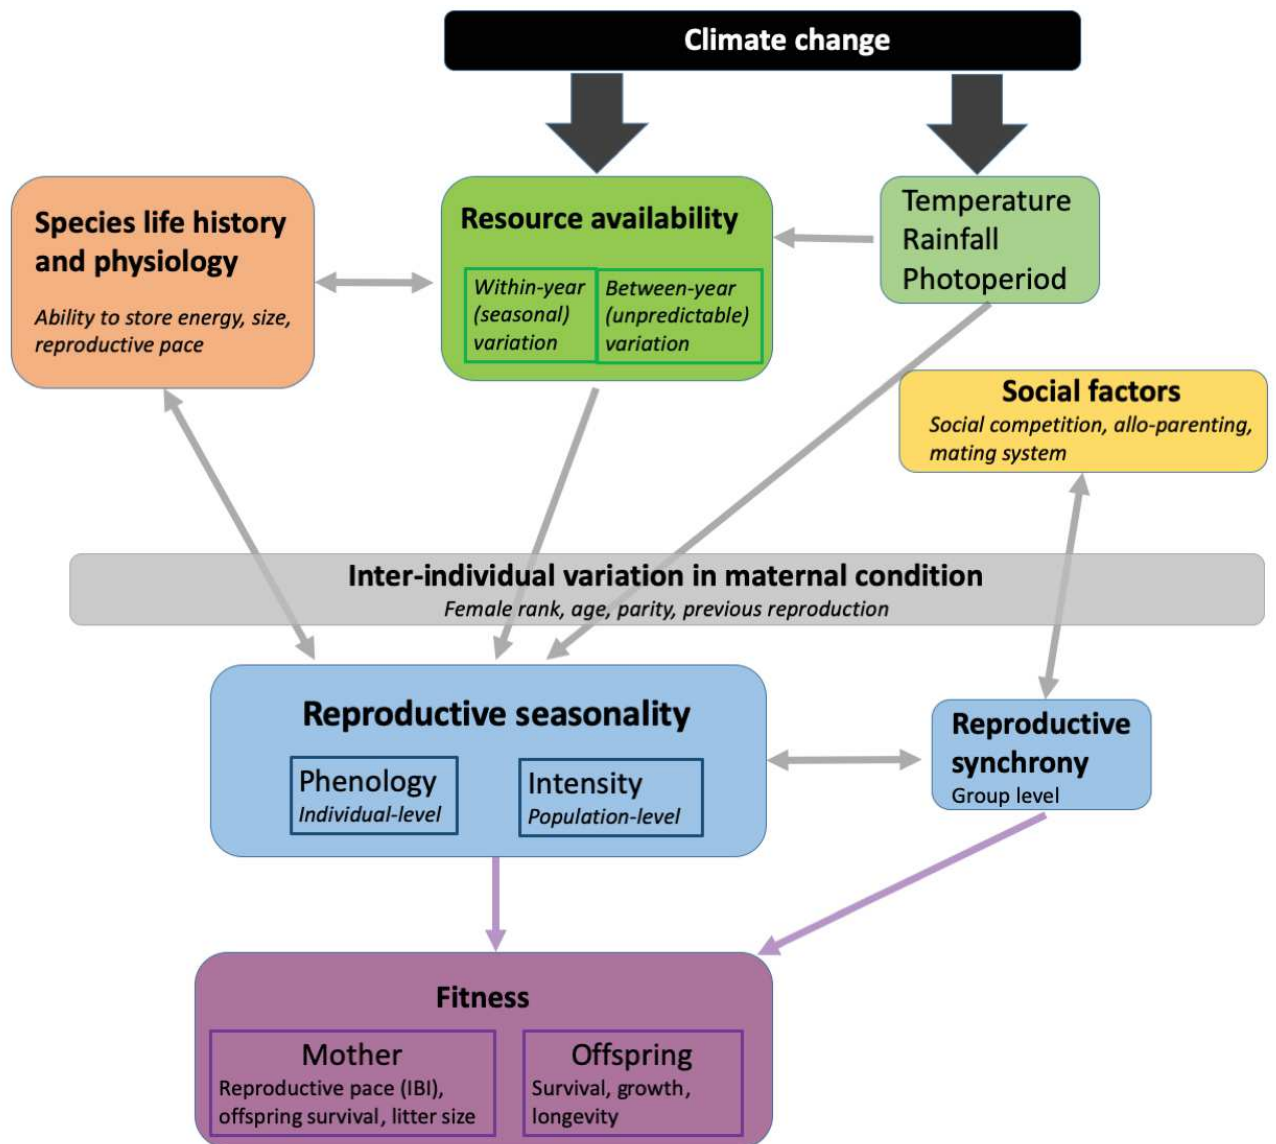 Climate change
Species life history
and physiology
Ability to store energy, size,
reproductive pace
Resource availability
Within-year
(seasonal)
variation
Between-year
(unpredictable)
variation
Temperature
Rainfall
Photoperiod
Social factors
Social competition, allo-parenting,
mating system
Inter-individual variation in maternal condition
Female rank, age, parity, previous reproduction
Reproductive seasonality
Phenology
Individual-level
Intensity
Population-level
Reproductive
synchrony
Group level
Fitness
Mother
Reproductive pace (IBI),
offspring survival, litter size
Offspring
Survival, growth,
longevity